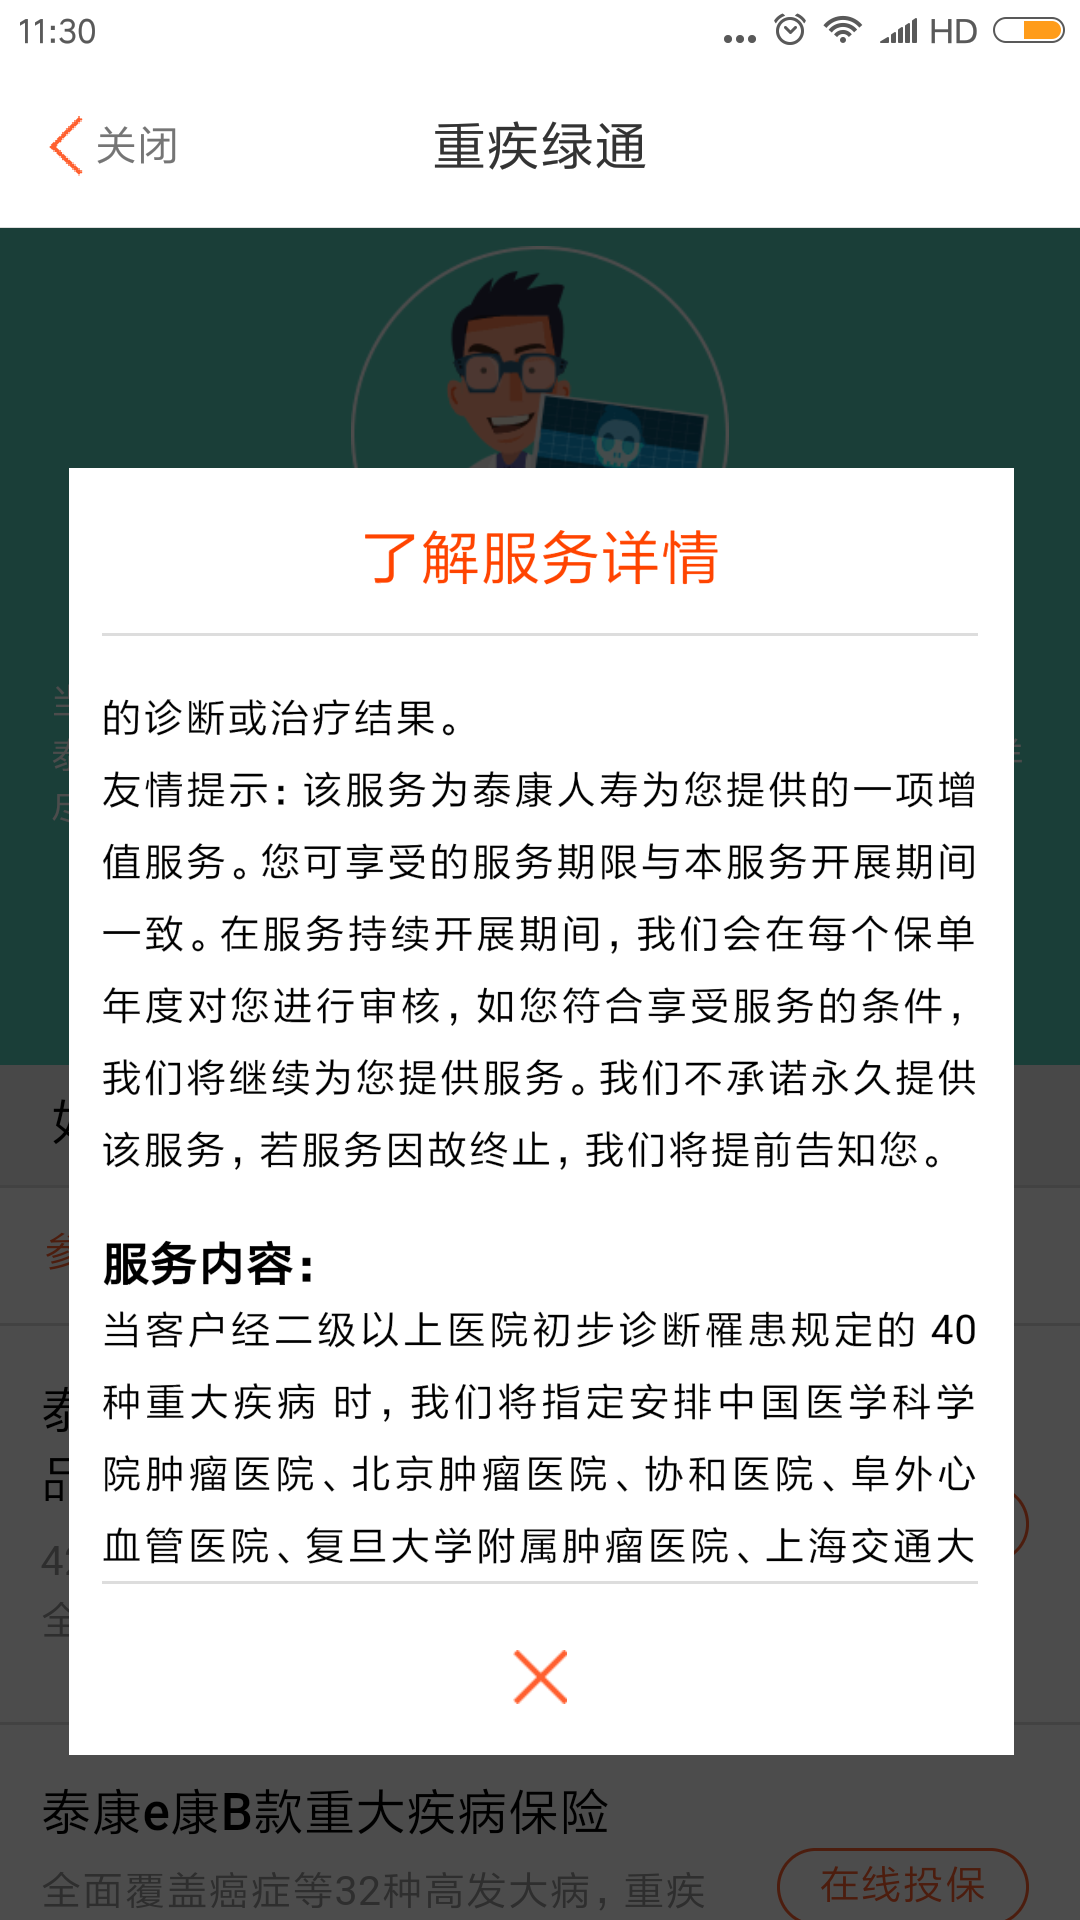 11:30
HD
关闭
重疾绿通
了解服务详情
的诊断或治疗结果。
友情提示:该服务为泰康人寿为您提供的一项增
值服务。您可享受的服务期限与本服务开展期间
一致。在服务持续开展期间,我们会在每个保单
年度对您进行审核,如您符合享受服务的条件,
我们将继续为您提供服务。我们不承诺永久提供
该服务,若服务因故终止,我们将提前告知您。
服务内容:
当客户经二级以上医院初步诊断罹患规定的 40
种重大疾病 时,我们将指定安排中国医学科学
院肿瘤医院、北京肿瘤医院、协和医院、阜外心
血管医院、复旦大学附属肿瘤医院、上海交通大
泰康e康B款重大疾病保险
全面覆盖癌症等32种高发大病,重疾
在线投保